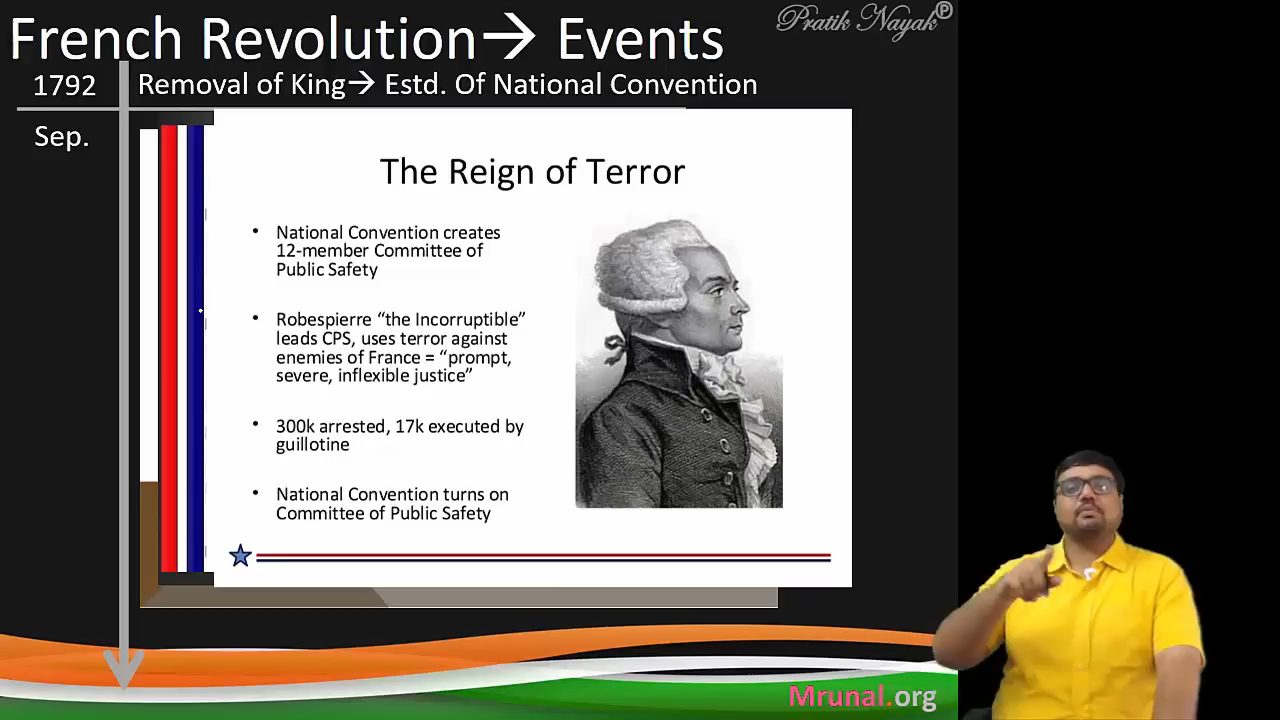 French Revolution→ Events
Pratik Nayak℗
1792
Removal of King→ Estd. Of National Convention
Sep.
The Reign of Terror
• National Convention creates
12-member Committee of
Public Safety
• Robespierre “the Incorruptible”
leads CPS, uses terror against
enemies of France = “prompt,
severe, inflexible justice”
• 300k arrested, 17k executed by
guillotine
• National Convention turns on
Committee of Public Safety
Mrunal.org